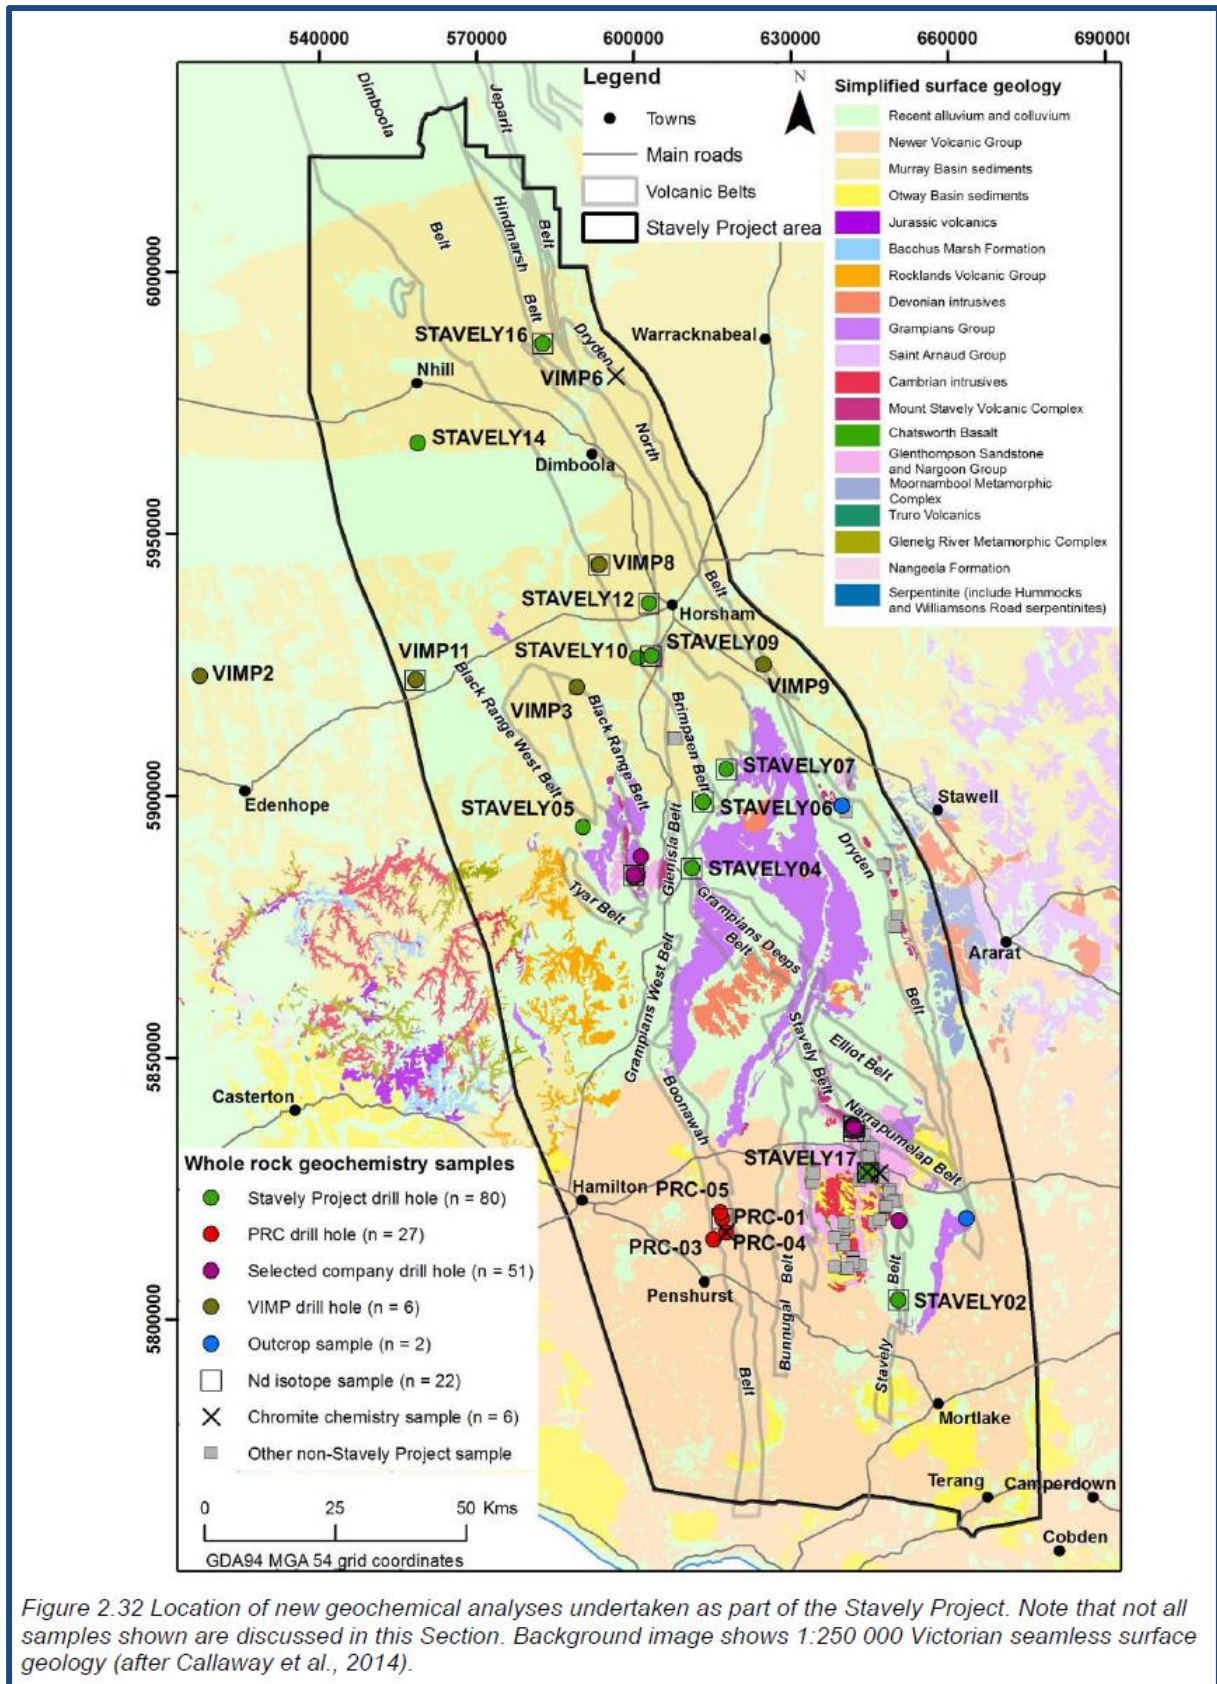 540000
570000
600000
630000
660000
69000(
Legend
Towns
Main roads
Volcanic Belts
Stavely Project area
N
Simplified surface geology
Recent alluvium and colluvium
Newer Volcanic Group
Murray Basin sediments
Otway Basin sediments
Jurassic volcanics
Bacchus Marsh Formation
Rocklands Volcanic Group
Devonian intrusives
Grampians Group
Saint Arnaud Group
Cambrian intrusives
Mount Stavely Volcanic Complex
Chatsworth Basalt
Glenthompson Sandstone
and Nargoon Group
Moornambool Metamorphic
Complex
Truro Volcanics
Glenelg River Metamorphic Complex
Nangeela Formation
Serpentinite (include Hummocks
and Williamsons Road serpentinites)
Dimboola
Belt
Jeparit
Belt
Hindmarsh
Belt
Dryden
North
Belt
6000000
5950000
5900000
5850000
5800000
STAVELY16
VIMP6
Warracknabeal
Nhill
STAVELY14
Dimboola
VIMP8
STAVELY12
Horsham
STAVELY10
STAVELY09
VIMP11
VIMP2
VIMP3
VIMP9
Black Range West Belt
Black Range Belt
Brimpaen Belt
STAVELY07
Edenhope
STAVELY05
STAVELY06
Stawell
Glenisla Belt
STAVELY04
Dryden
Belt
Tyar Belt
Grampians Deeps
Belt
Ararat
Grampians West Belt
Stavely Belt
Elliot Belt
Boonawah
Belt
Casterton
Narrapumelap Belt
STAVELY17
Hamilton
PRC-05
PRC-01
PRC-03
PRC-04
Penshurst
Bunnugal
Belt
Stavely
Belt
STAVELY02
Mortlake
Terang
Camperdown
Cobden
Whole rock geochemistry samples
Stavely Project drill hole (n = 80)
PRC drill hole (n = 27)
Selected company drill hole (n = 51)
VIMP drill hole (n = 6)
Outcrop sample (n = 2)
Nd isotope sample (n = 22)
Chromite chemistry sample (n = 6)
Other non-Stavely Project sample
0 25 50 Kms
GDA94 MGA 54 grid coordinates
Figure 2.32 Location of new geochemical analyses undertaken as part of the Stavely Project. Note that not all
samples shown are discussed in this Section. Background image shows 1:250 000 Victorian seamless surface
geology (after Callaway et al., 2014).